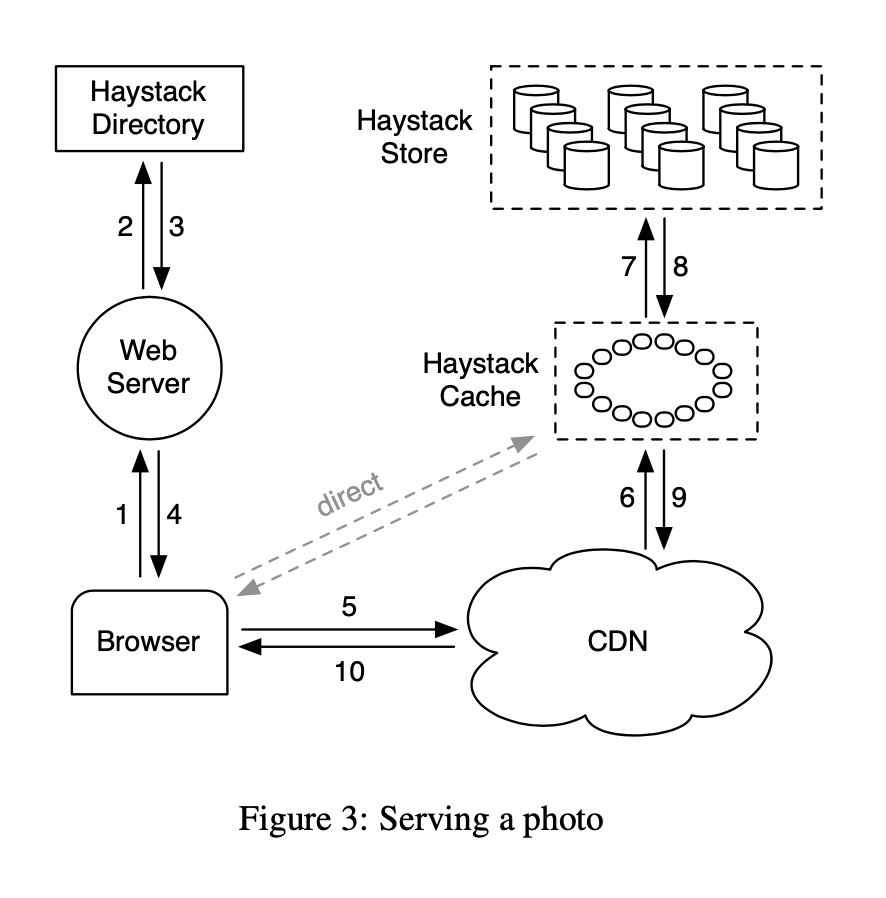 Haystack
Directory
Haystack
Store
2
3
7
8
Web
Server
Haystack
Cache
direct
1
4
6
9
Browser
5
10
CDN
Figure 3: Serving a photo